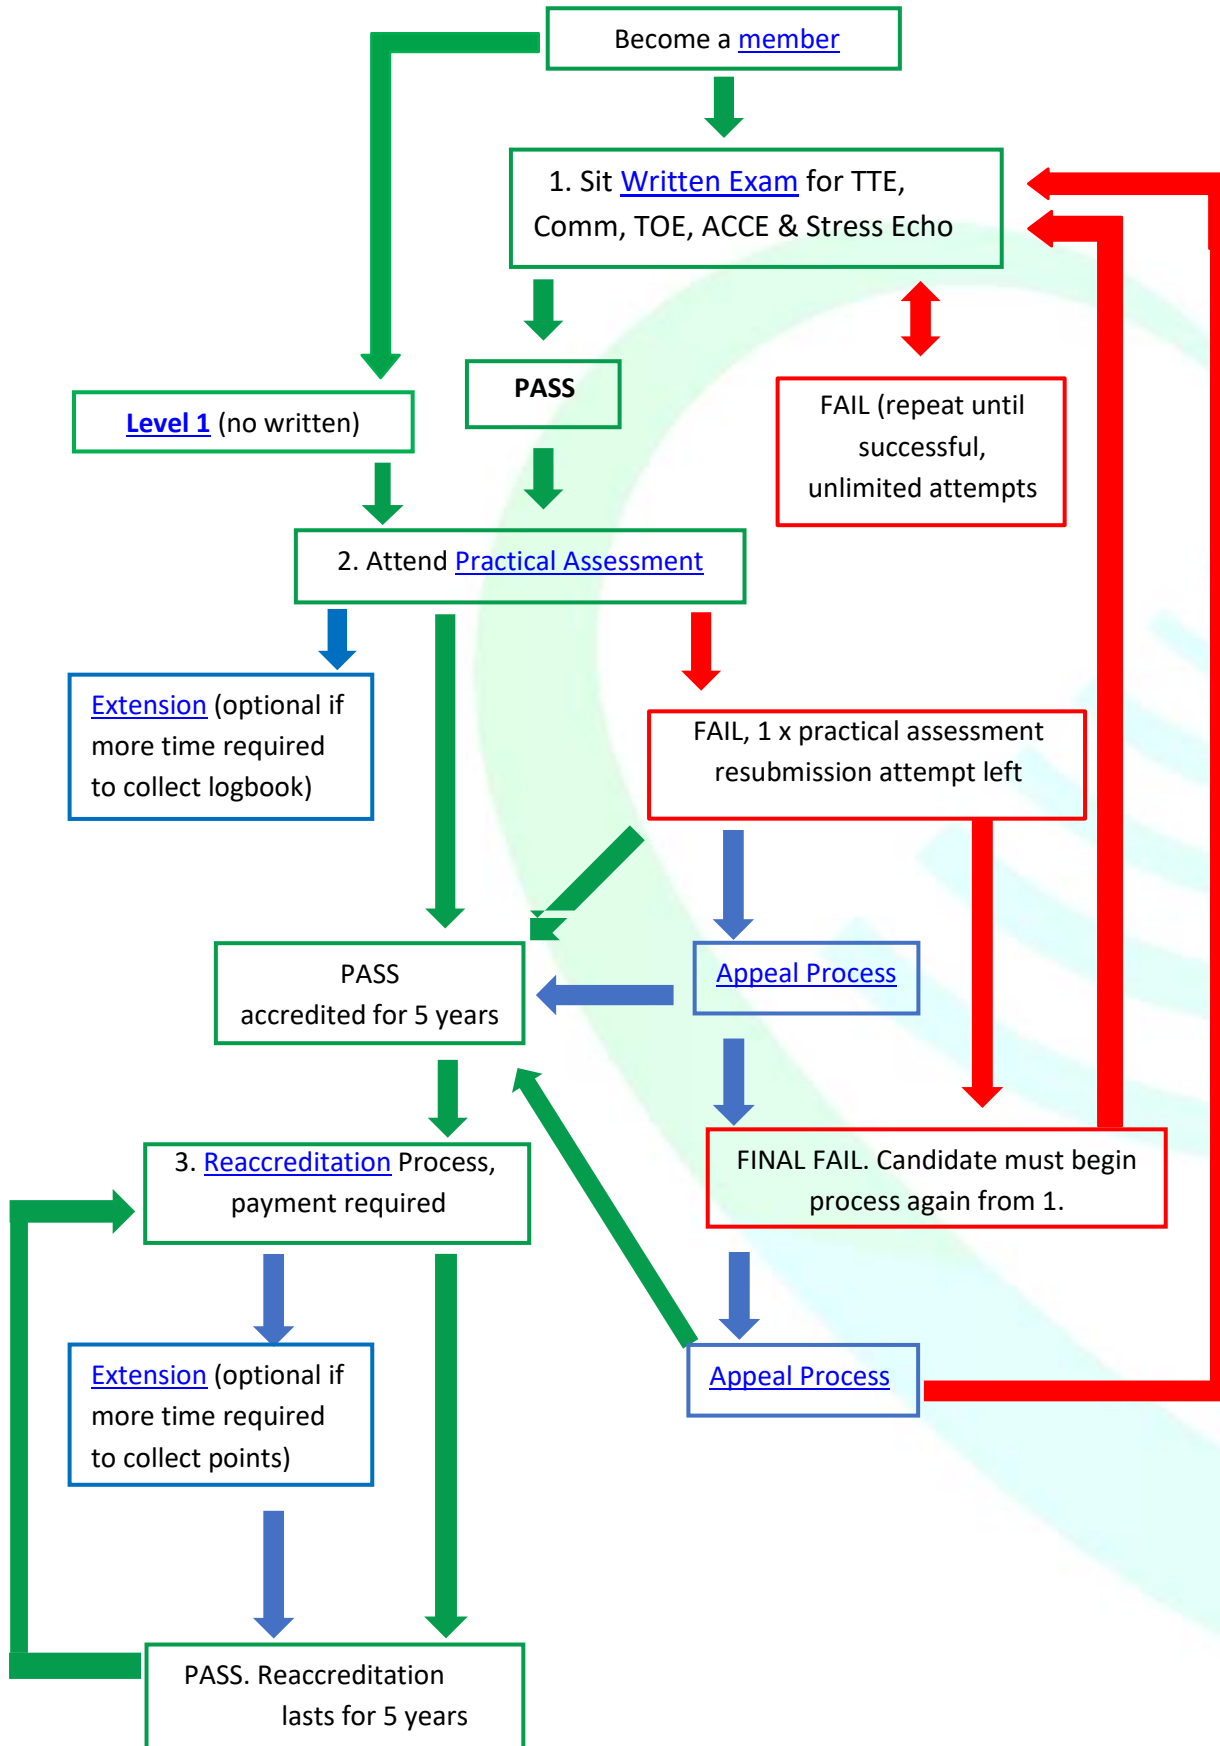 Become a member
1. Sit Written Exam for TTE,
Comm, TOE, ACCE & Stress Echo
PASS
FAIL (repeat until
successful,
unlimited attempts
Level 1 (no written)
2. Attend Practical Assessment
Extension (optional if
more time required
to collect logbook)
FAIL, 1 x practical assessment
resubmission attempt left
PASS
accredited for 5 years
Appeal Process
3. Reaccreditation Process,
payment required
FINAL FAIL. Candidate must begin
process again from 1.
Extension (optional if
more time required
to collect points)
Appeal Process
PASS. Reaccreditation
lasts for 5 years